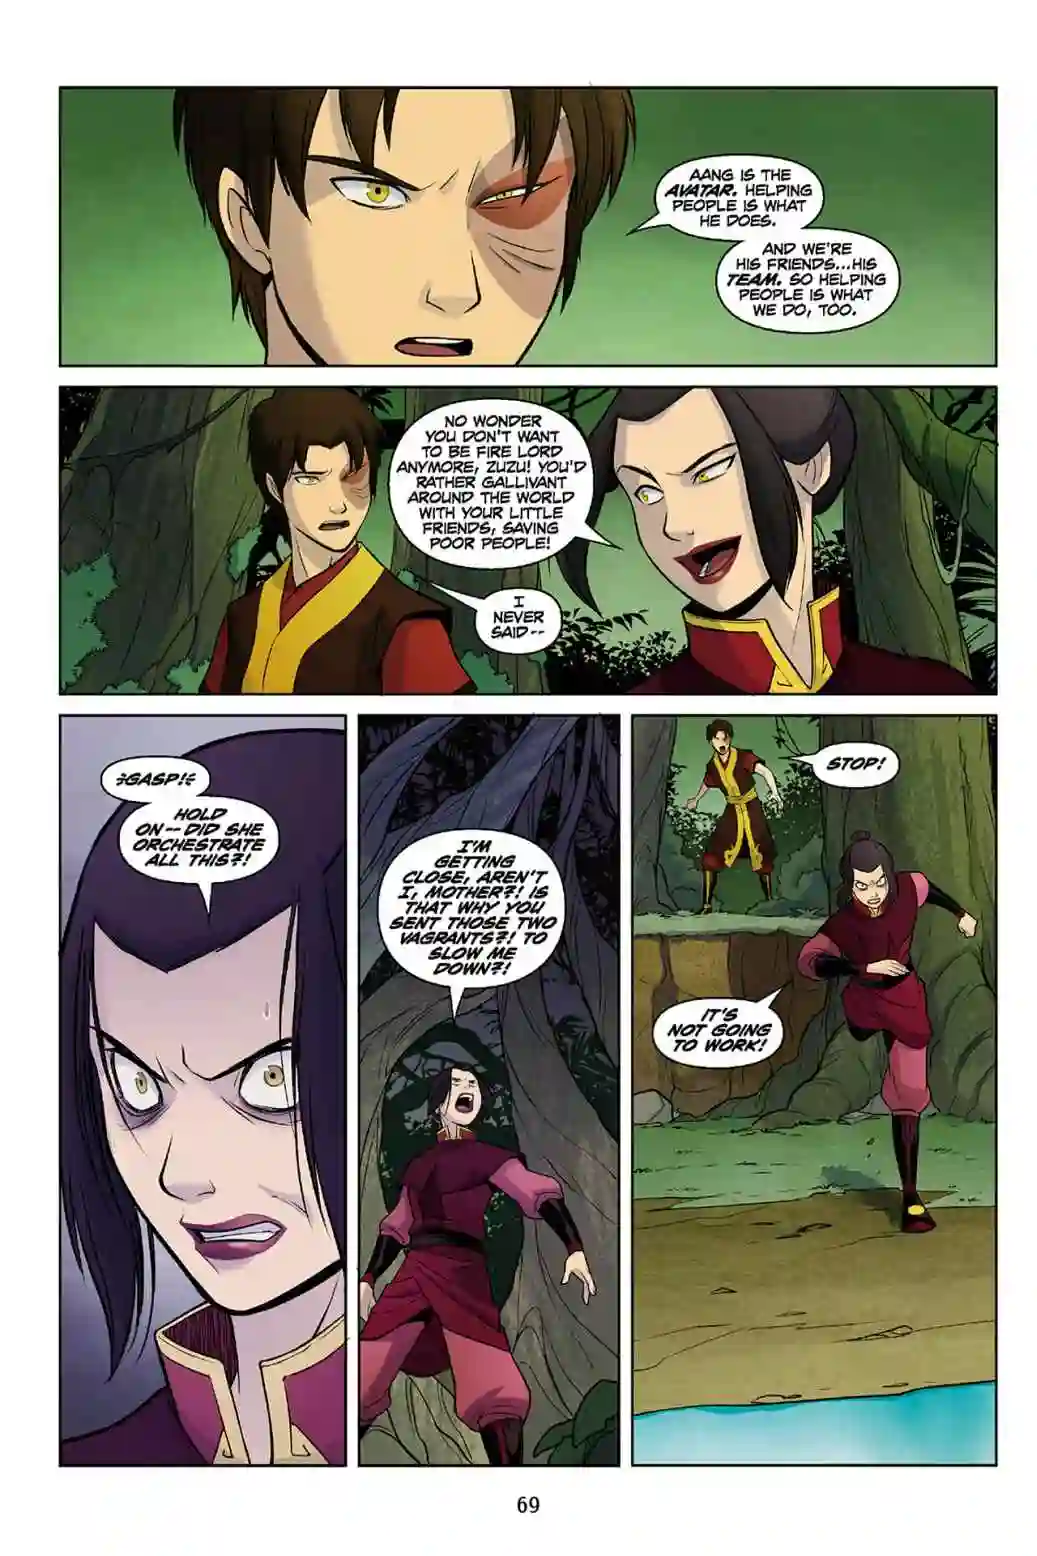 AANG IS THE
AVATAR. HELPING
PEOPLE IS WHAT
HE DOES.
AND WE'RE
HIS FRIENDS...HIS
TEAM. SO HELPING
PEOPLE IS WHAT
WE DO, TOO.
NO WONDER
YOU DON'T WANT
TO BE FIRE LORD
ANYMORE, ZUZU! YOU'D
RATHER GALLIVANT
AROUND THE WORLD
WITH YOUR LITTLE
FRIENDS, SAVING
POOR PEOPLE!
I
NEVER
SAID--
GASP!
HOLD
ON--DID SHE
ORCHESTRATE
ALL THIS?!
I'M
GETTING
CLOSE, AREN'T
I, MOTHER?! IS
THAT WHY YOU
SENT THOSE TWO
VAGRANTS?! TO
SLOW ME
DOWN?!
STOP!
IT'S
NOT GOING
TO WORK!
69